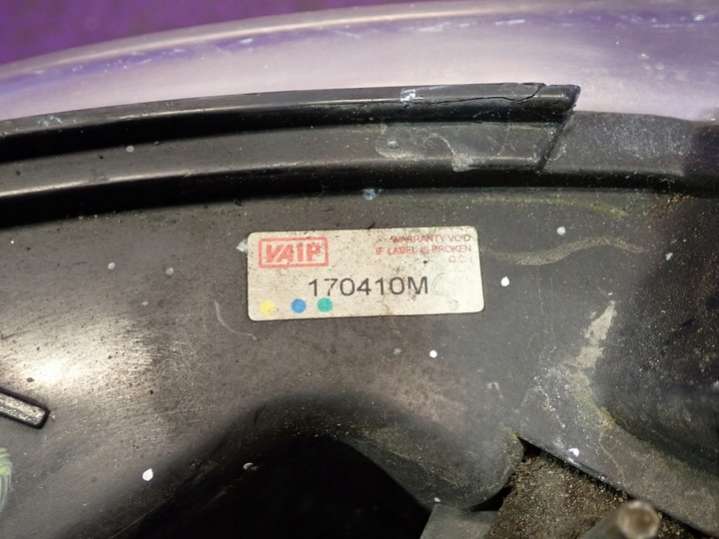 VAIP
WARRANTY VOID
IF LABEL IS BROKEN
170410M